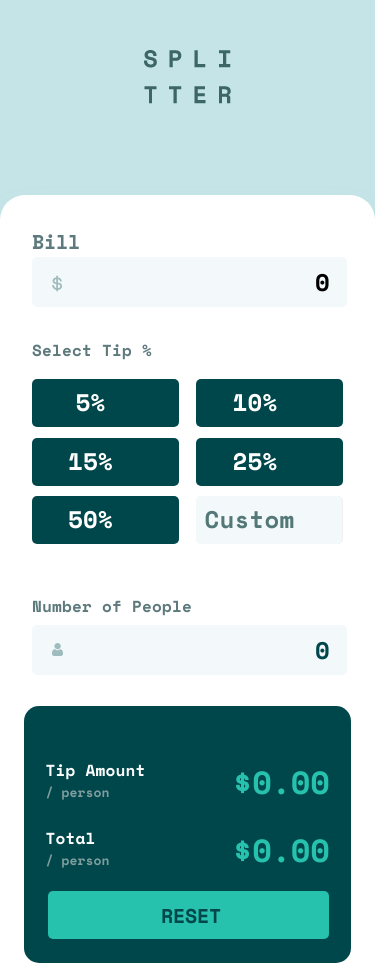 SPLI
TTER
Bill
$ 0
Select Tip %
5% 10%
15% 25%
50% Custom
Number of People
0
Tip Amount
/ person
$0.00
Total
/ person
$0.00
RESET